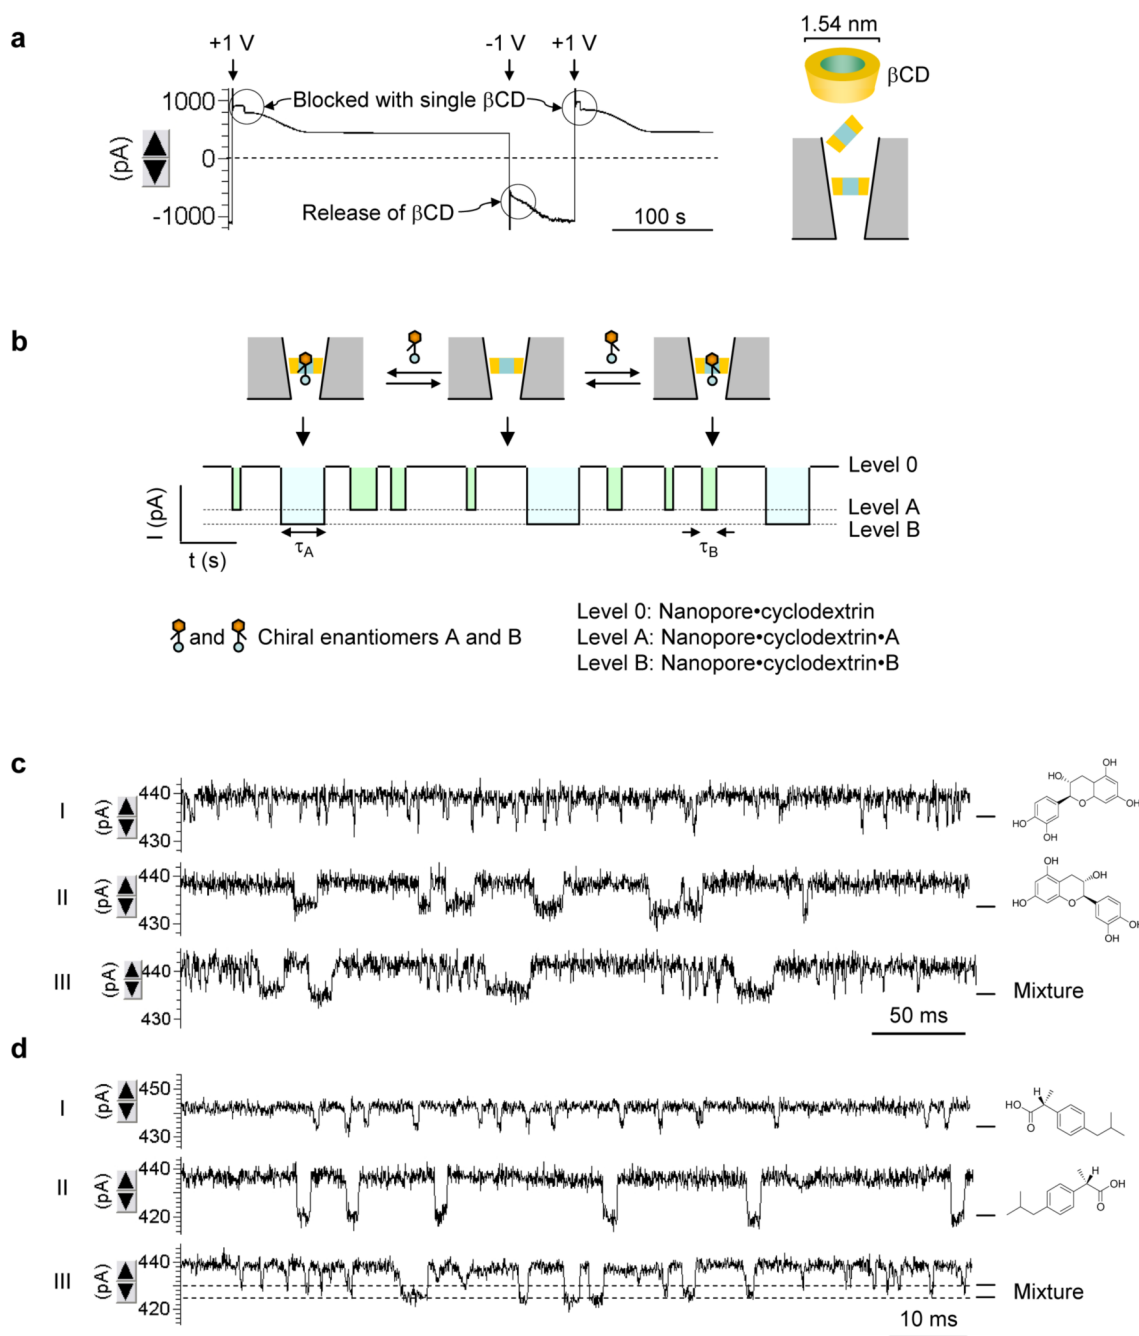 a
+1 V -1 V +1 V
1.54 nm
βCD
1000
0
-1000
(pA)
Blocked with single βCD
Release of βCD
100 s
b
Level 0
Level A
Level B
I (pA)
t (s)
τA
τB
and Chiral enantiomers A and B
Level 0: Nanopore•cyclodextrin
Level A: Nanopore•cyclodextrin•A
Level B: Nanopore•cyclodextrin•B
c
I
(pA)
440
430
OH
HO
O
OH
HO
OH
II
(pA)
440
430
OH
OH
HO
O
OH
OH
III
(pA)
440
430
Mixture
50 ms
d
I
(pA)
450
430
H
HO
O
II
(pA)
440
420
H
OH
O
III
(pA)
440
420
Mixture
10 ms